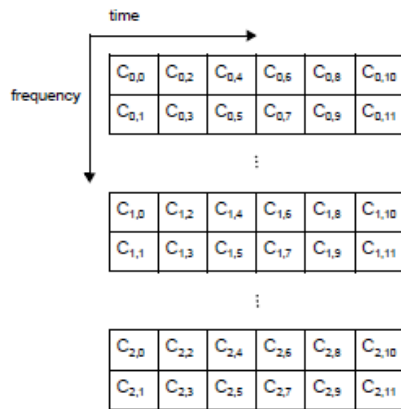 time
frequency
C0,0 C0,2 C0,4 C0,6 C0,8 C0,10
C0,1 C0,3 C0,5 C0,7 C0,9 C0,11
⋮
C1,0 C1,2 C1,4 C1,6 C1,8 C1,10
C1,1 C1,3 C1,5 C1,7 C1,9 C1,11
⋮
C2,0 C2,2 C2,4 C2,6 C2,8 C2,10
C2,1 C2,3 C2,5 C2,7 C2,9 C2,11